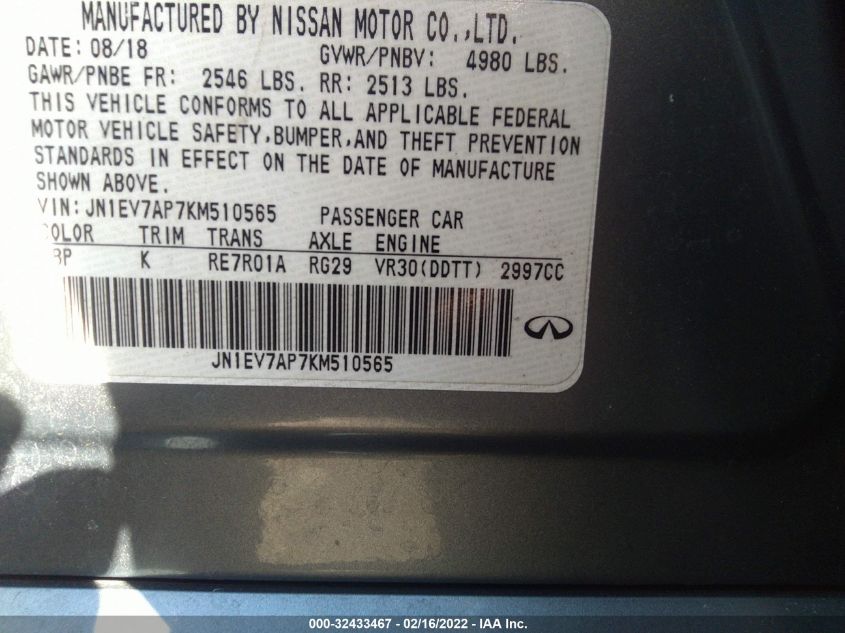 MANUFACTURED BY NISSAN MOTOR CO.,LTD.
DATE: 08/18 GVWR/PNBV: 4980 LBS.
GAWR/PNBE FR: 2546 LBS. RR: 2513 LBS.
THIS VEHICLE CONFORMS TO ALL APPLICABLE FEDERAL
MOTOR VEHICLE SAFETY,BUMPER,AND THEFT PREVENTION
STANDARDS IN EFFECT ON THE DATE OF MANUFACTURE
SHOWN ABOVE.
VIN: JN1EV7AP7KM510565 PASSENGER CAR
COLOR TRIM TRANS AXLE ENGINE
K RE7R01A RG29 VR30(DDTT) 2997CC
JN1EV7AP7KM510565
000-32433467 - 02/16/2022 - IAA Inc.